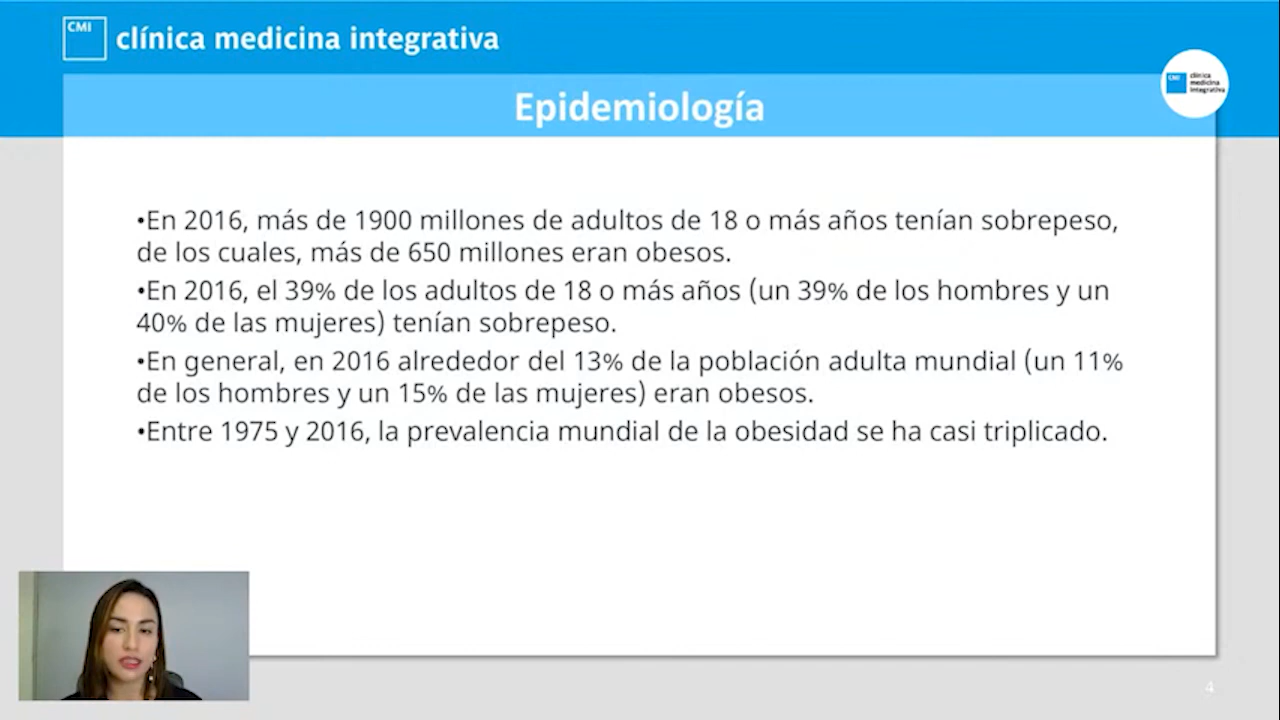 CMI
clínica medicina integrativa
CMI
clínica
medicina
integrativa
Epidemiología
•En 2016, más de 1900 millones de adultos de 18 o más años tenían sobrepeso,
de los cuales, más de 650 millones eran obesos.
•En 2016, el 39% de los adultos de 18 o más años (un 39% de los hombres y un
40% de las mujeres) tenían sobrepeso.
•En general, en 2016 alrededor del 13% de la población adulta mundial (un 11%
de los hombres y un 15% de las mujeres) eran obesos.
•Entre 1975 y 2016, la prevalencia mundial de la obesidad se ha casi triplicado.
4